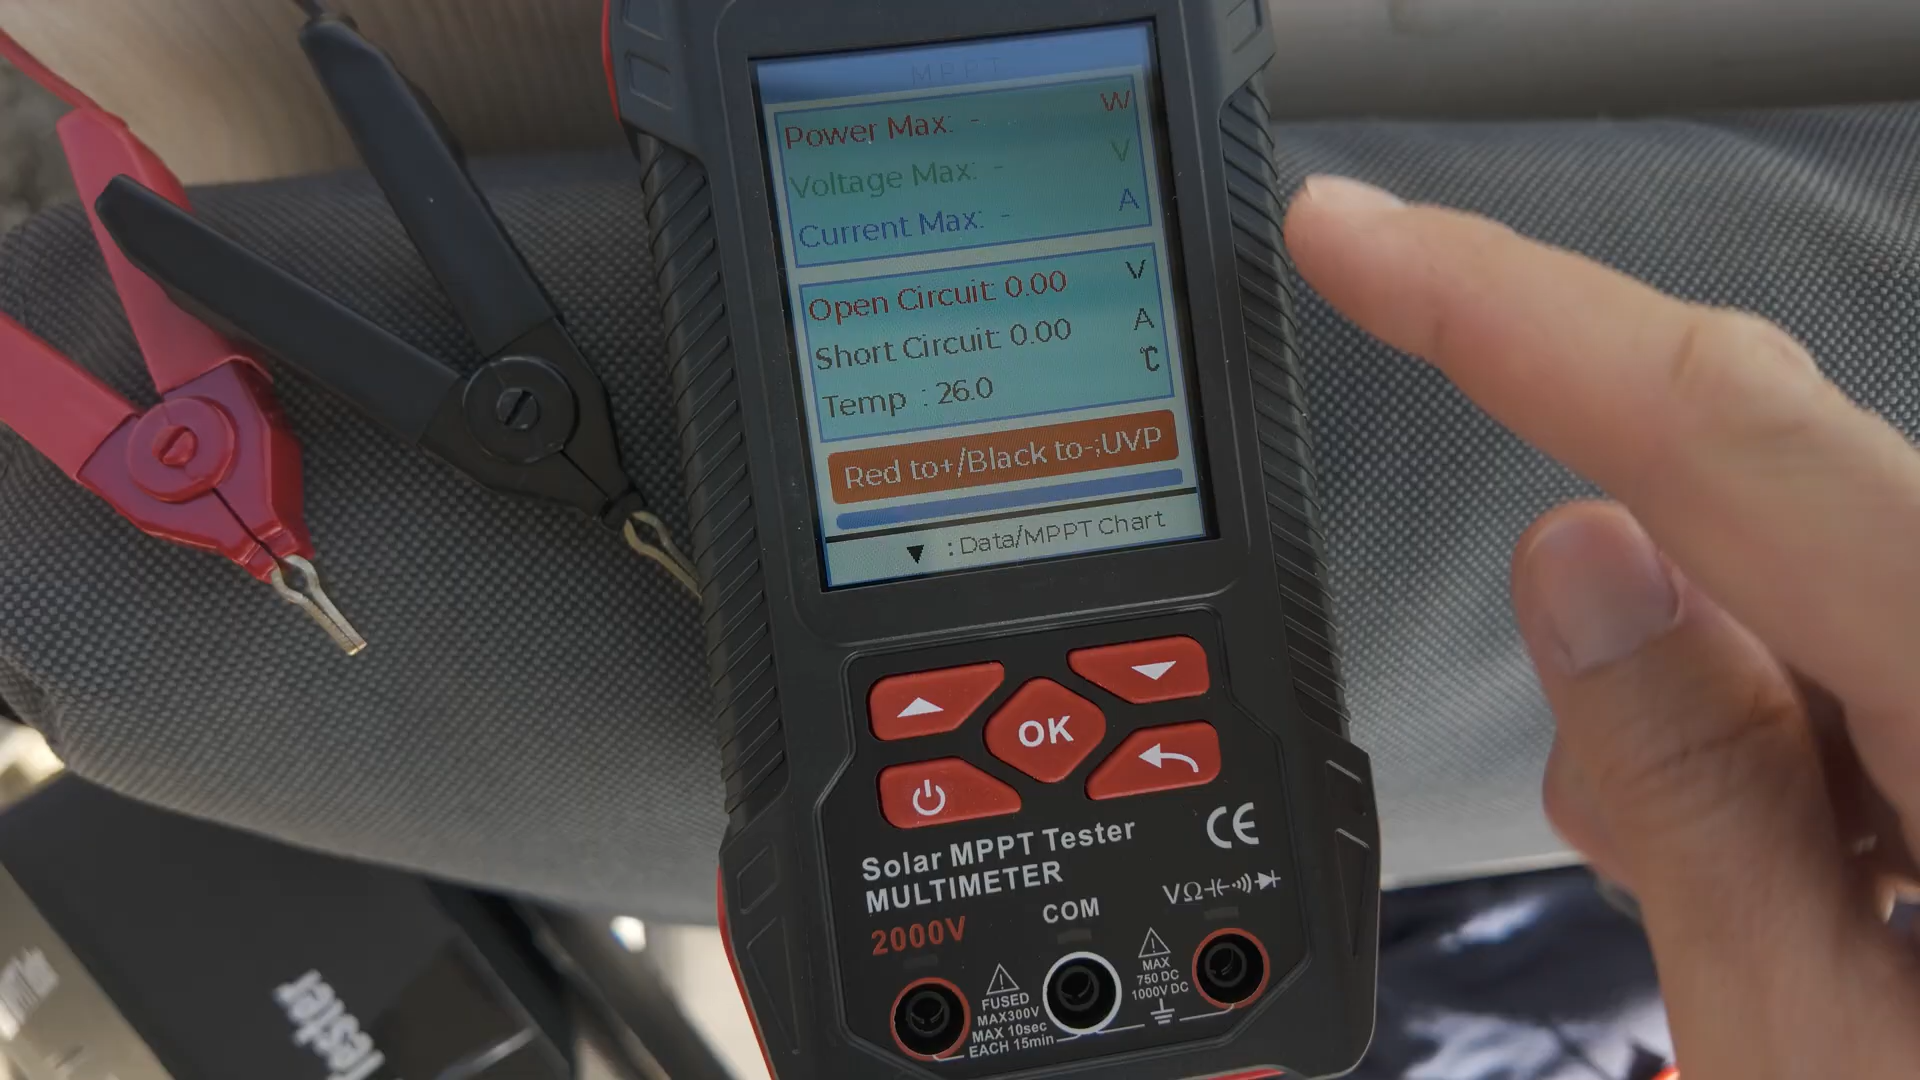 MPPT
Power Max: - W
Voltage Max: - V
Current Max: - A
Open Circuit: 0.00 V
Short Circuit: 0.00 A
Temp : 26.0 ℃
Red to+/Black to-;UVP
▼ : Data/MPPT Chart
OK
Solar MPPT Tester
MULTIMETER
CE
2000V
COM
VΩ
FUSED
MAX300V
MAX 10sec
EACH 15min
MAX
750 DC
1000V DC
Tester